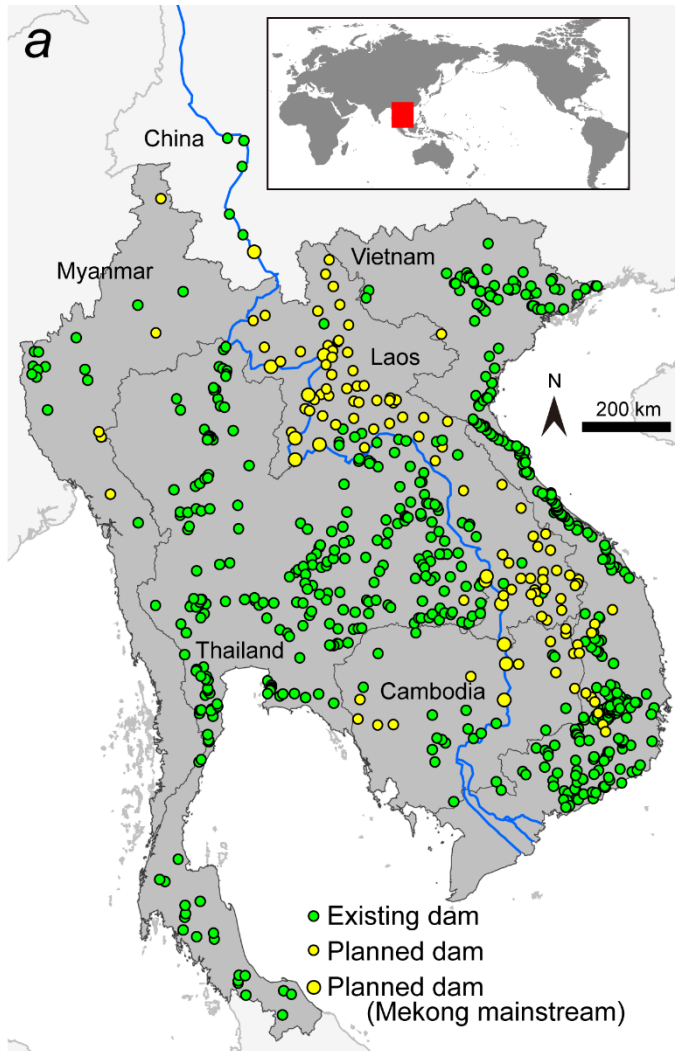 a
China
Myanmar
Vietnam
Laos
N
200 km
Thailand
Cambodia
Existing dam
Planned dam
Planned dam
(Mekong mainstream)